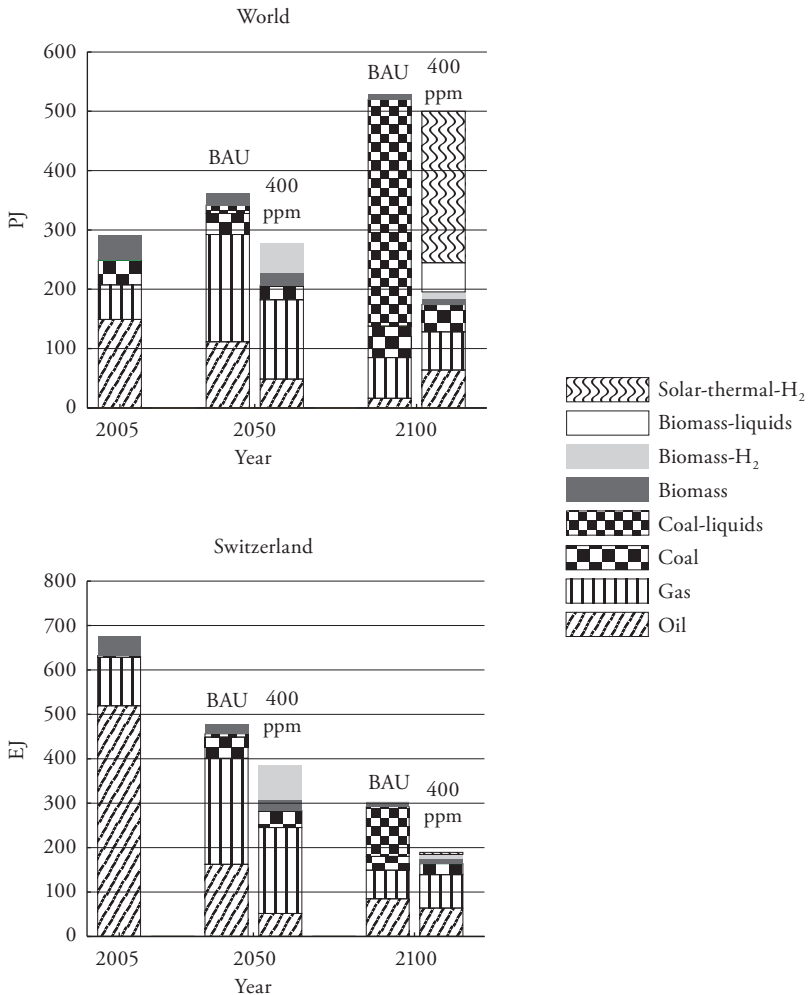 World
600
500
400
300
200
100
0
PJ
BAU
400
ppm
BAU
400
ppm
2005
2050
2100
Year
Solar-thermal-H₂
Biomass-liquids
Biomass-H₂
Biomass
Coal-liquids
Coal
Gas
Oil
Switzerland
800
700
600
500
400
300
200
100
0
EJ
BAU
400
ppm
BAU
400
ppm
2005
2050
2100
Year